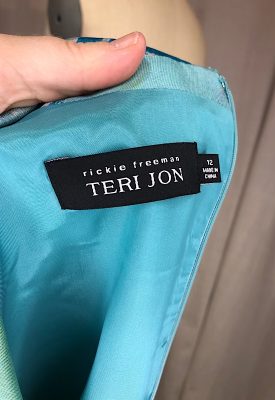 rickie freeman
TERI JON
12
MADE IN
CHINA